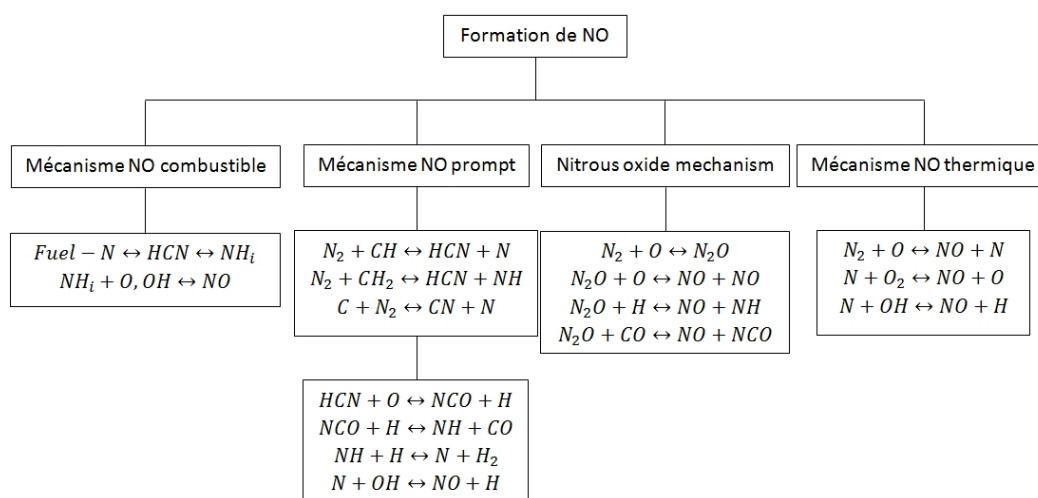 Formation de NO
Mécanisme NO combustible
Mécanisme NO prompt
Nitrous oxide mechanism
Mécanisme NO thermique
Fuel − N ↔ HCN ↔ NHᵢ
NHᵢ + O, OH ↔ NO
N₂ + CH ↔ HCN + N
N₂ + CH₂ ↔ HCN + NH
C + N₂ ↔ CN + N
N₂ + O ↔ N₂O
N₂O + O ↔ NO + NO
N₂O + H ↔ NO + NH
N₂O + CO ↔ NO + NCO
N₂ + O ↔ NO + N
N + O₂ ↔ NO + O
N + OH ↔ NO + H
HCN + O ↔ NCO + H
NCO + H ↔ NH + CO
NH + H ↔ N + H₂
N + OH ↔ NO + H